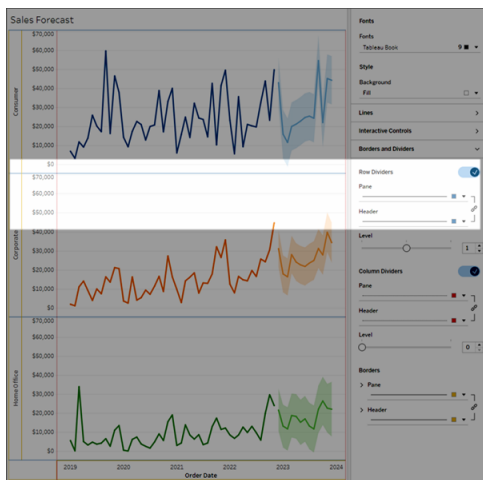 Sales Forecast
Consumer
$70,000
$60,000
$50,000
$40,000
$30,000
$20,000
$10,000
$0
Corporate
$70,000
$60,000
$50,000
$40,000
$30,000
$20,000
$10,000
$0
Home Office
$70,000
$60,000
$50,000
$40,000
$30,000
$20,000
$10,000
$0
2019 2020 2021 2022 2023 2024
Order Date
Fonts
Fonts
Tableau Book 9
Style
Background
Fill
Lines
Interactive Controls
Borders and Dividers
Row Dividers
Pane
Header
Level
1
Column Dividers
Pane
Header
Level
0
Borders
Pane
Header